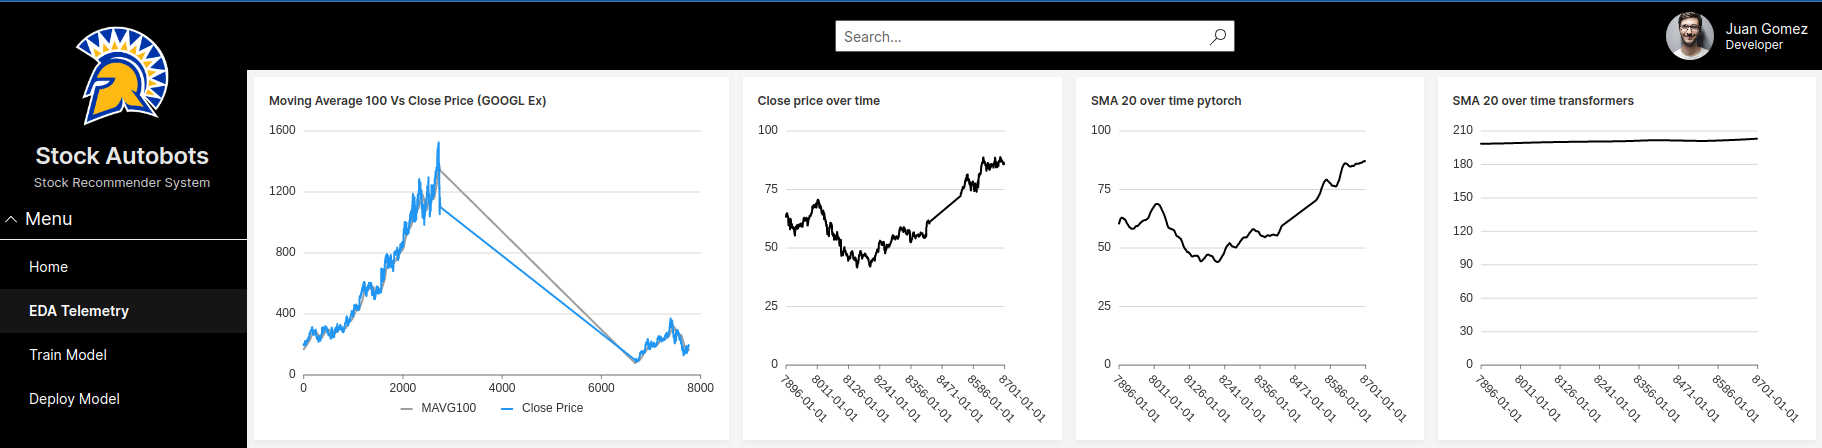 Stock Autobots
Stock Recommender System
Menu
Home
EDA Telemetry
Train Model
Deploy Model
Search...
Juan Gomez
Developer
Moving Average 100 Vs Close Price (GOOGL Ex)
1600
1200
800
400
0
0 2000 4000 6000 8000
MAVG100 Close Price
Close price over time
100
75
50
25
0
7896-01-01 8011-01-01 8126-01-01 8241-01-01 8356-01-01 8471-01-01 8586-01-01 8701-01-01
SMA 20 over time pytorch
100
75
50
25
0
7896-01-01 8011-01-01 8126-01-01 8241-01-01 8356-01-01 8471-01-01 8586-01-01 8701-01-01
SMA 20 over time transformers
210
180
150
120
90
60
30
0
7896-01-01 8011-01-01 8126-01-01 8241-01-01 8356-01-01 8471-01-01 8586-01-01 8701-01-01